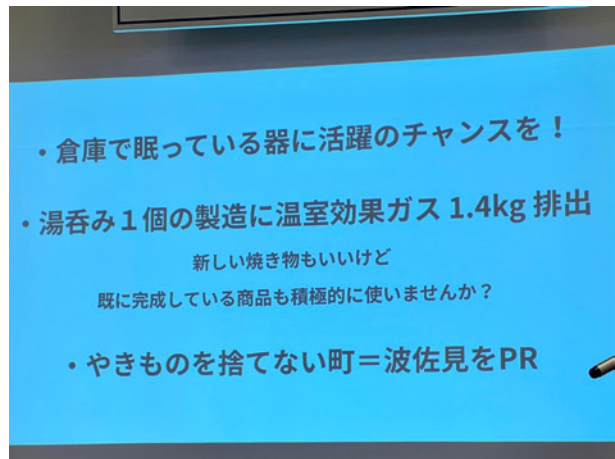 ・倉庫で眠っている器に活躍のチャンスを！
・湯呑み１個の製造に温室効果ガス 1.4kg 排出
新しい焼き物もいいけど
既に完成している商品も積極的に使いませんか？
・やきものを捨てない町＝波佐見をPR